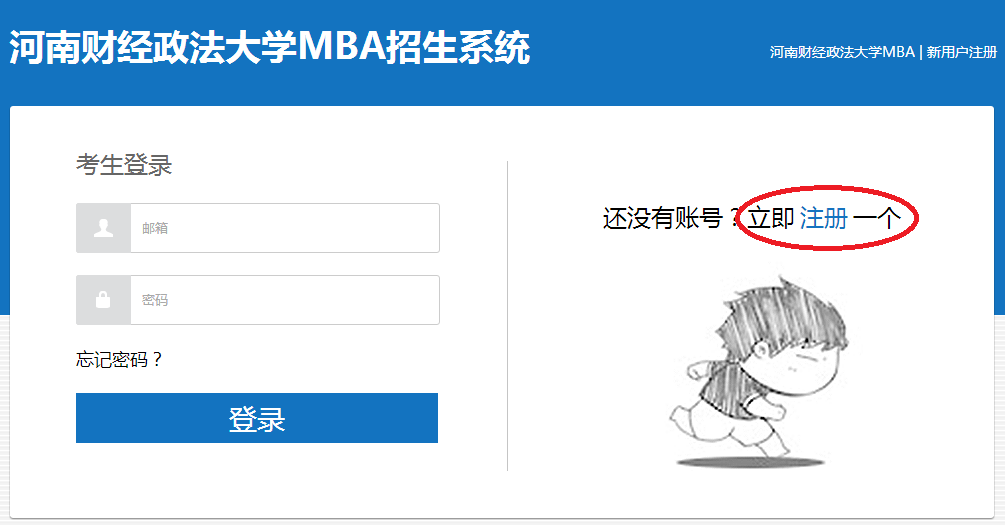 河南财经政法大学MBA招生系统
河南财经政法大学MBA | 新用户注册
考生登录
邮箱
密码
忘记密码？
登录
还没有账号？立即 注册 一个